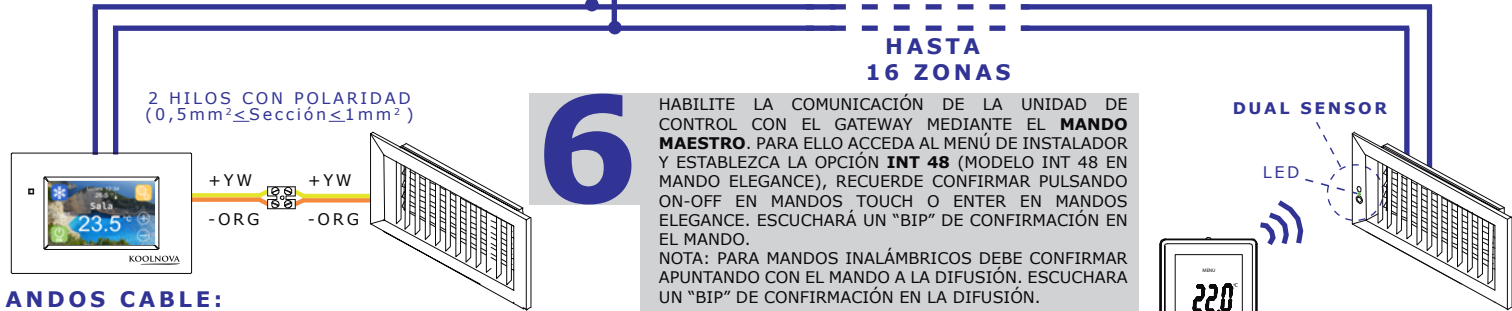 HASTA
16 ZONAS
2 HILOS CON POLARIDAD
(0,5mm²≤Sección≤1mm²)
+YW
+YW
-ORG
-ORG
Sala
23.5
KOOLNOVA
ANDOS CABLE:
6
HABILITE LA COMUNICACIÓN DE LA UNIDAD DE
CONTROL CON EL GATEWAY MEDIANTE EL MANDO
MAESTRO. PARA ELLO ACCEDA AL MENÚ DE INSTALADOR
Y ESTABLEZCA LA OPCIÓN INT 48 (MODELO INT 48 EN
MANDO ELEGANCE), RECUERDE CONFIRMAR PULSANDO
ON-OFF EN MANDOS TOUCH O ENTER EN MANDOS
ELEGANCE. ESCUCHARÁ UN “BIP” DE CONFIRMACIÓN EN
EL MANDO.
NOTA: PARA MANDOS INALÁMBRICOS DEBE CONFIRMAR
APUNTANDO CON EL MANDO A LA DIFUSIÓN. ESCUCHARA
UN “BIP” DE CONFIRMACIÓN EN LA DIFUSIÓN.
DUAL SENSOR
LED
MENU
22.0